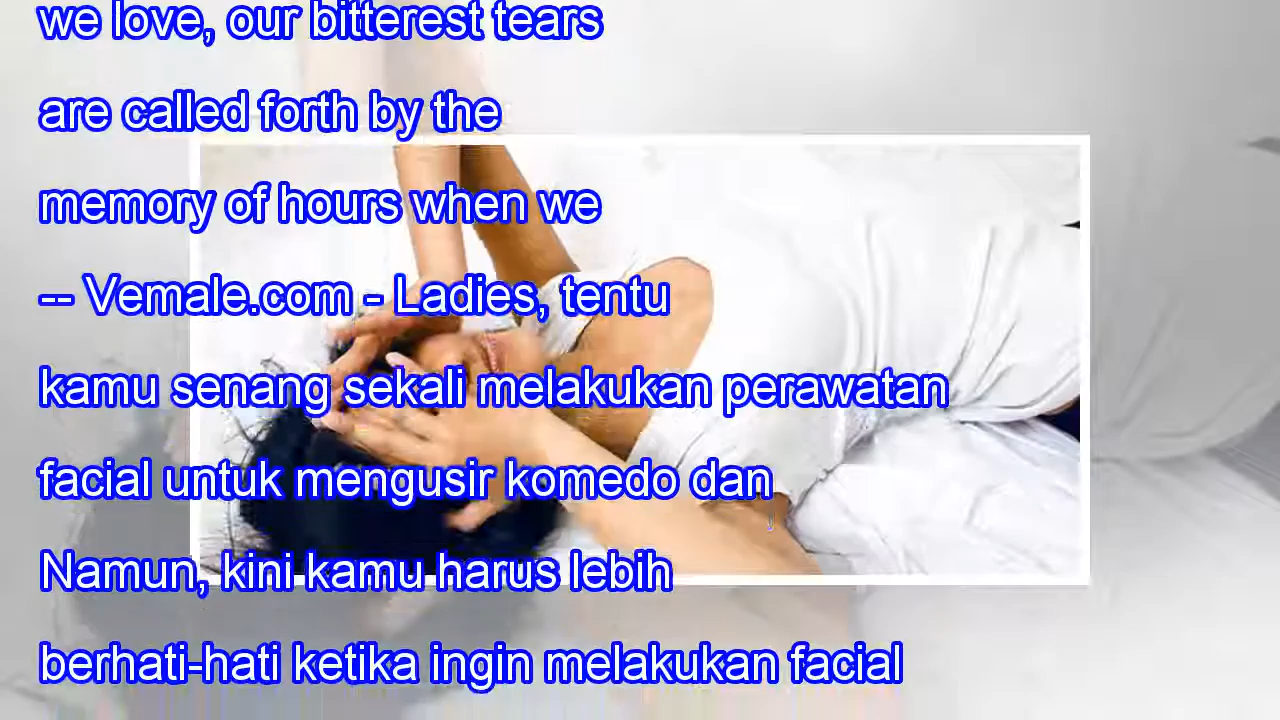 we love, our bitterest tears
are called forth by the
memory of hours when we
-- Vemale.com - Ladies, tentu
kamu senang sekali melakukan perawatan
facial untuk mengusir komedo dan
Namun, kini kamu harus lebih
berhati-hati ketika ingin melakukan facial